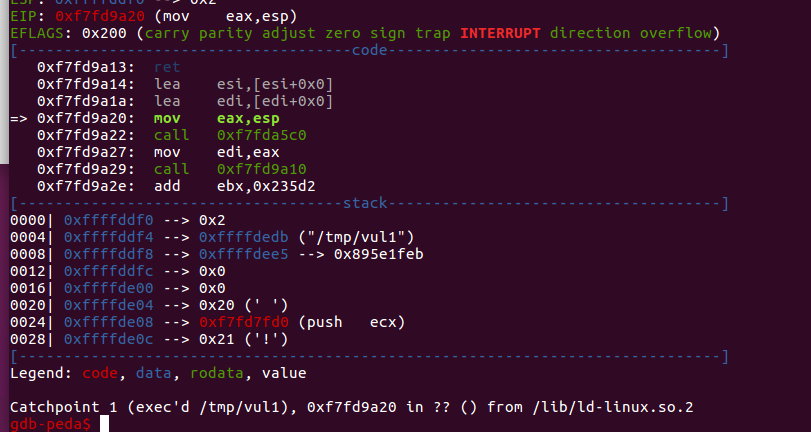 ESP: 0xffffddf0 --> 0x2
EIP: 0xf7fd9a20 (mov    eax,esp)
EFLAGS: 0x200 (carry parity adjust zero sign trap INTERRUPT direction overflow)
[-------------------------------------code-------------------------------------]
   0xf7fd9a13:  ret
   0xf7fd9a14:  lea    esi,[esi+0x0]
   0xf7fd9a1a:  lea    edi,[edi+0x0]
=> 0xf7fd9a20:  mov    eax,esp
   0xf7fd9a22:  call   0xf7fda5c0
   0xf7fd9a27:  mov    edi,eax
   0xf7fd9a29:  call   0xf7fd9a10
   0xf7fd9a2e:  add    ebx,0x235d2
[------------------------------------stack-------------------------------------]
0000| 0xffffddf0 --> 0x2
0004| 0xffffddf4 --> 0xffffdedb ("/tmp/vul1")
0008| 0xffffddf8 --> 0xffffdee5 --> 0x895e1feb
0012| 0xffffddfc --> 0x0
0016| 0xffffde00 --> 0x0
0020| 0xffffde04 --> 0x20 (' ')
0024| 0xffffde08 --> 0xf7fd7fd0 (push   ecx)
0028| 0xffffde0c --> 0x21 ('!')
[------------------------------------------------------------------------------]
Legend: code, data, rodata, value

Catchpoint 1 (exec'd /tmp/vul1), 0xf7fd9a20 in ?? () from /lib/ld-linux.so.2
gdb-peda$